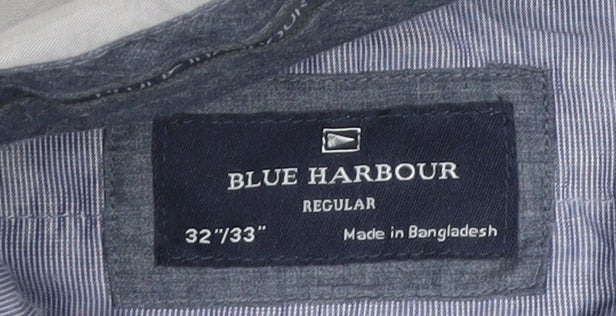 BLUE HARBOUR
REGULAR
32"/33"
Made in Bangladesh